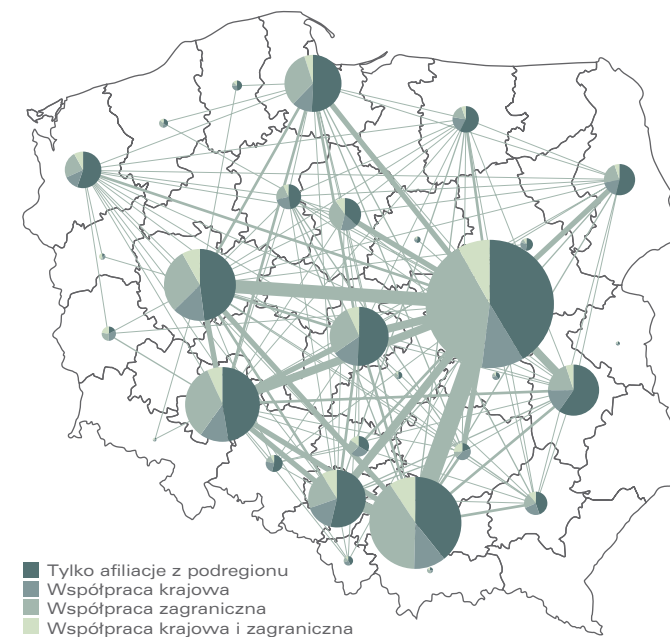 Tylko afiliacje z podregionu
Współpraca krajowa
Współpraca zagraniczna
Współpraca krajowa i zagraniczna